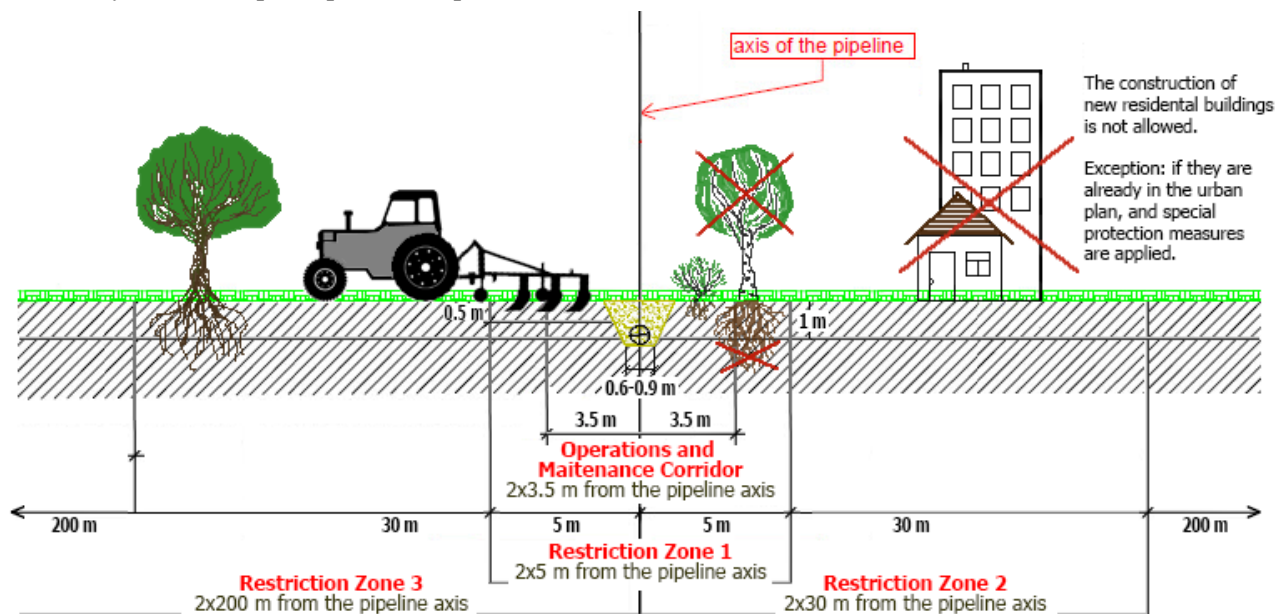 axis of the pipeline
The construction of
new residental buildings
is not allowed.
Exception: if they are
already in the urban
plan, and special
protection measures
are applied.
0.5 m
1 m
0.6-0.9 m
3.5 m
3.5 m
Operations and
Maitenance Corridor
2x3.5 m from the pipeline axis
200 m
30 m
5 m
5 m
30 m
200 m
Restriction Zone 1
2x5 m from the pipeline axis
Restriction Zone 3
2x200 m from the pipeline axis
Restriction Zone 2
2x30 m from the pipeline axis